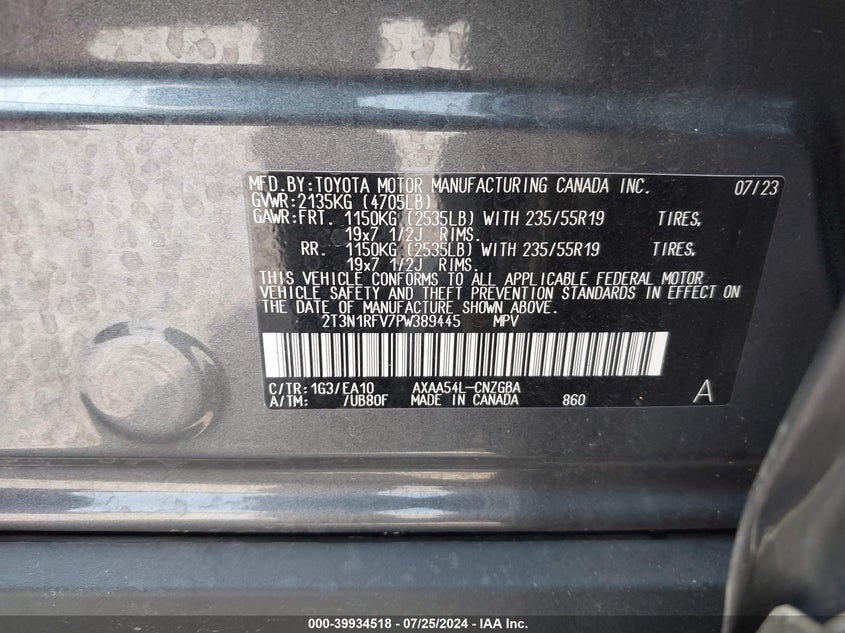 MFD.BY:TOYOTA MOTOR MANUFACTURING CANADA INC. 07/23
GVWR:2135KG (4705LB)
GAWR:FRT. 1150KG (2535LB) WITH 235/55R19 TIRES,
19x7 1/2J RIMS.
RR. 1150KG (2535LB) WITH 235/55R19 TIRES,
19x7 1/2J RIMS.
THIS VEHICLE CONFORMS TO ALL APPLICABLE FEDERAL MOTOR
VEHICLE SAFETY AND THEFT PREVENTION STANDARDS IN EFFECT ON
THE DATE OF MANUFACTURE SHOWN ABOVE.
2T3N1RFV7PW389445 MPV
C/TR:1G3/EA10 AXAA54L-CNZGBA
A/TM: /UB80F MADE IN CANADA 860 A
000-39934518 - 07/25/2024 - IAA Inc.